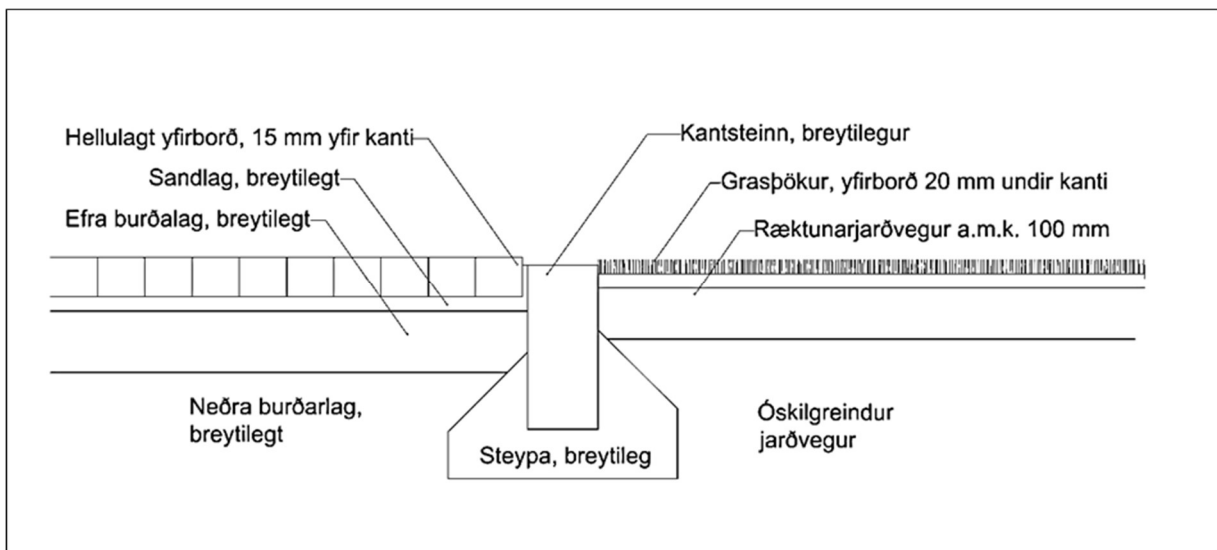 Hellulagt yfirborð, 15 mm yfir kanti
Sandlag, breytilegt
Efra burðalag, breytilegt
Kantsteinn, breytilegur
Grasþökur, yfirborð 20 mm undir kanti
Ræktunarjarðvegur a.m.k. 100 mm
Neðra burðarlag,
breytilegt
Steypa, breytileg
Óskilgreindur
jarðvegur